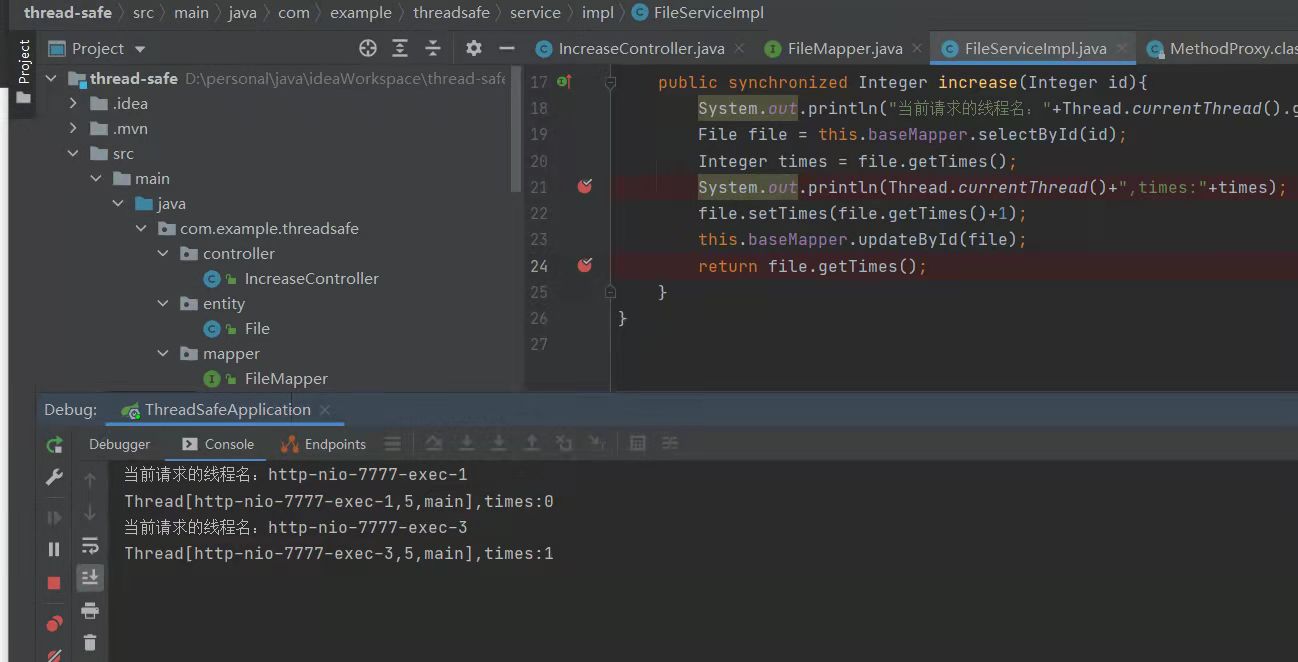 thread-safe › src › main › java › com › example › threadsafe › service › impl › FileServiceImpl
Project
Project
IncreaseController.java
FileMapper.java
FileServiceImpl.java
MethodProxy.clas
thread-safe D:\personal\java\ideaWorkspace\thread-safe
.idea
.mvn
src
main
java
com.example.threadsafe
controller
IncreaseController
entity
File
mapper
FileMapper
17 public synchronized Integer increase(Integer id){
18 System.out.println("当前请求的线程名："+Thread.currentThread().g
19 File file = this.baseMapper.selectById(id);
20 Integer times = file.getTimes();
21 System.out.println(Thread.currentThread()+",times:"+times);
22 file.setTimes(file.getTimes()+1);
23 this.baseMapper.updateById(file);
24 return file.getTimes();
25 }
26 }
27
Debug: ThreadSafeApplication
Debugger Console Endpoints
当前请求的线程名：http-nio-7777-exec-1
Thread[http-nio-7777-exec-1,5,main],times:0
当前请求的线程名：http-nio-7777-exec-3
Thread[http-nio-7777-exec-3,5,main],times:1